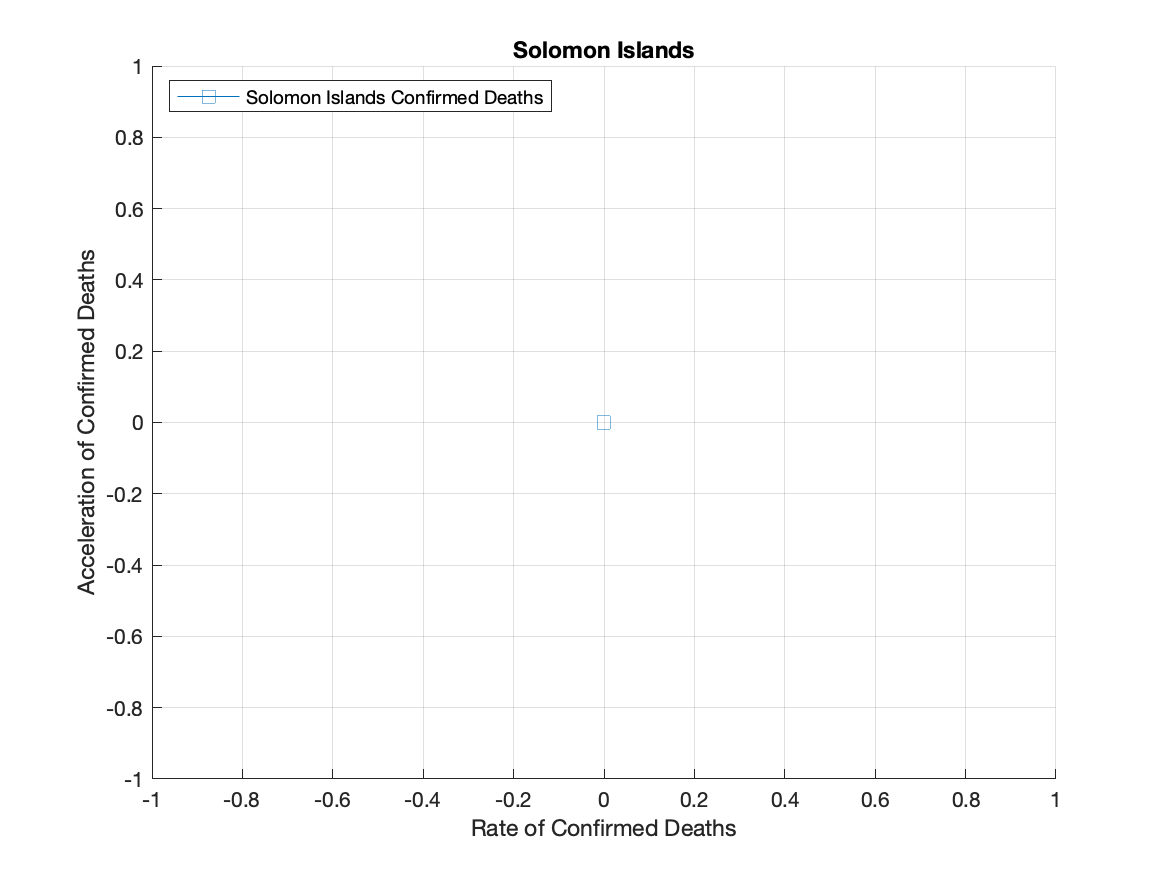 Solomon Islands
Solomon Islands Confirmed Deaths
1
0.8
0.6
0.4
0.2
0
-0.2
-0.4
-0.6
-0.8
-1
Acceleration of Confirmed Deaths
-1 -0.8 -0.6 -0.4 -0.2 0 0.2 0.4 0.6 0.8 1
Rate of Confirmed Deaths